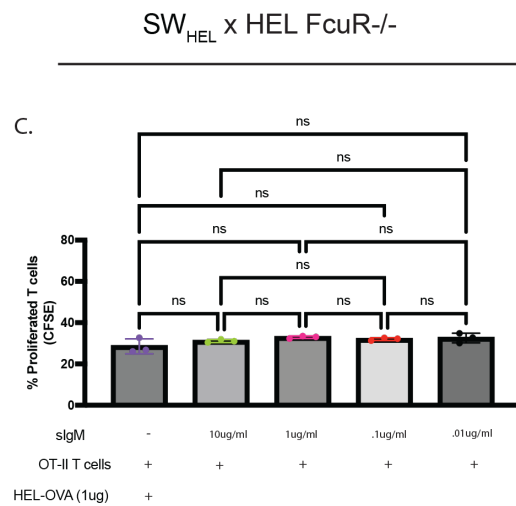 SWHEL x HEL FcuR-/-
C.
ns
ns
ns
ns ns
ns
ns ns ns ns
% Proliferated T cells
(CFSE)
80
60
40
20
0
sIgM - 10ug/ml 1ug/ml .1ug/ml .01ug/ml
OT-II T cells + + + + +
HEL-OVA (1ug) +